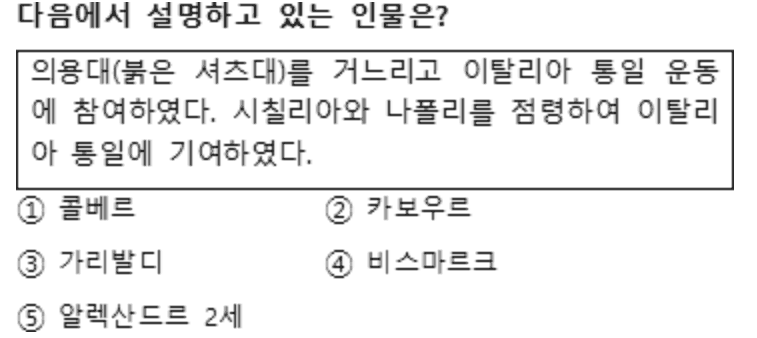 다음에서 설명하고 있는 인물은?
의용대(붉은 셔츠대)를 거느리고 이탈리아 통일 운동
에 참여하였다. 시칠리아와 나폴리를 점령하여 이탈리
아 통일에 기여하였다.
① 콜베르 ② 카보우르
③ 가리발디 ④ 비스마르크
⑤ 알렉산드르 2세